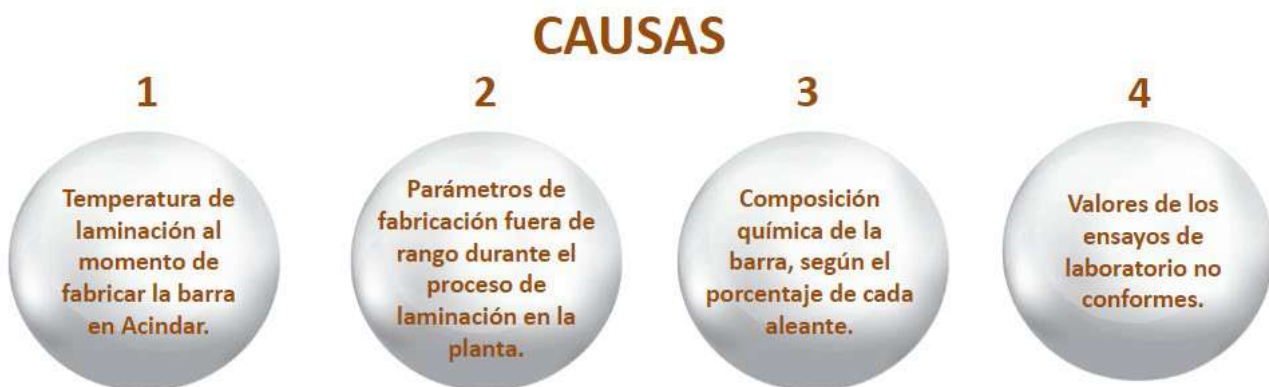 CAUSAS
1
Temperatura de
laminación al
momento de
fabricar la barra
en Acindar.
2
Parámetros de
fabricación fuera de
rango durante el
proceso de
laminación en la
planta.
3
Composición
química de la
barra, según el
porcentaje de cada
aleante.
4
Valores de los
ensayos de
laboratorio no
conformes.